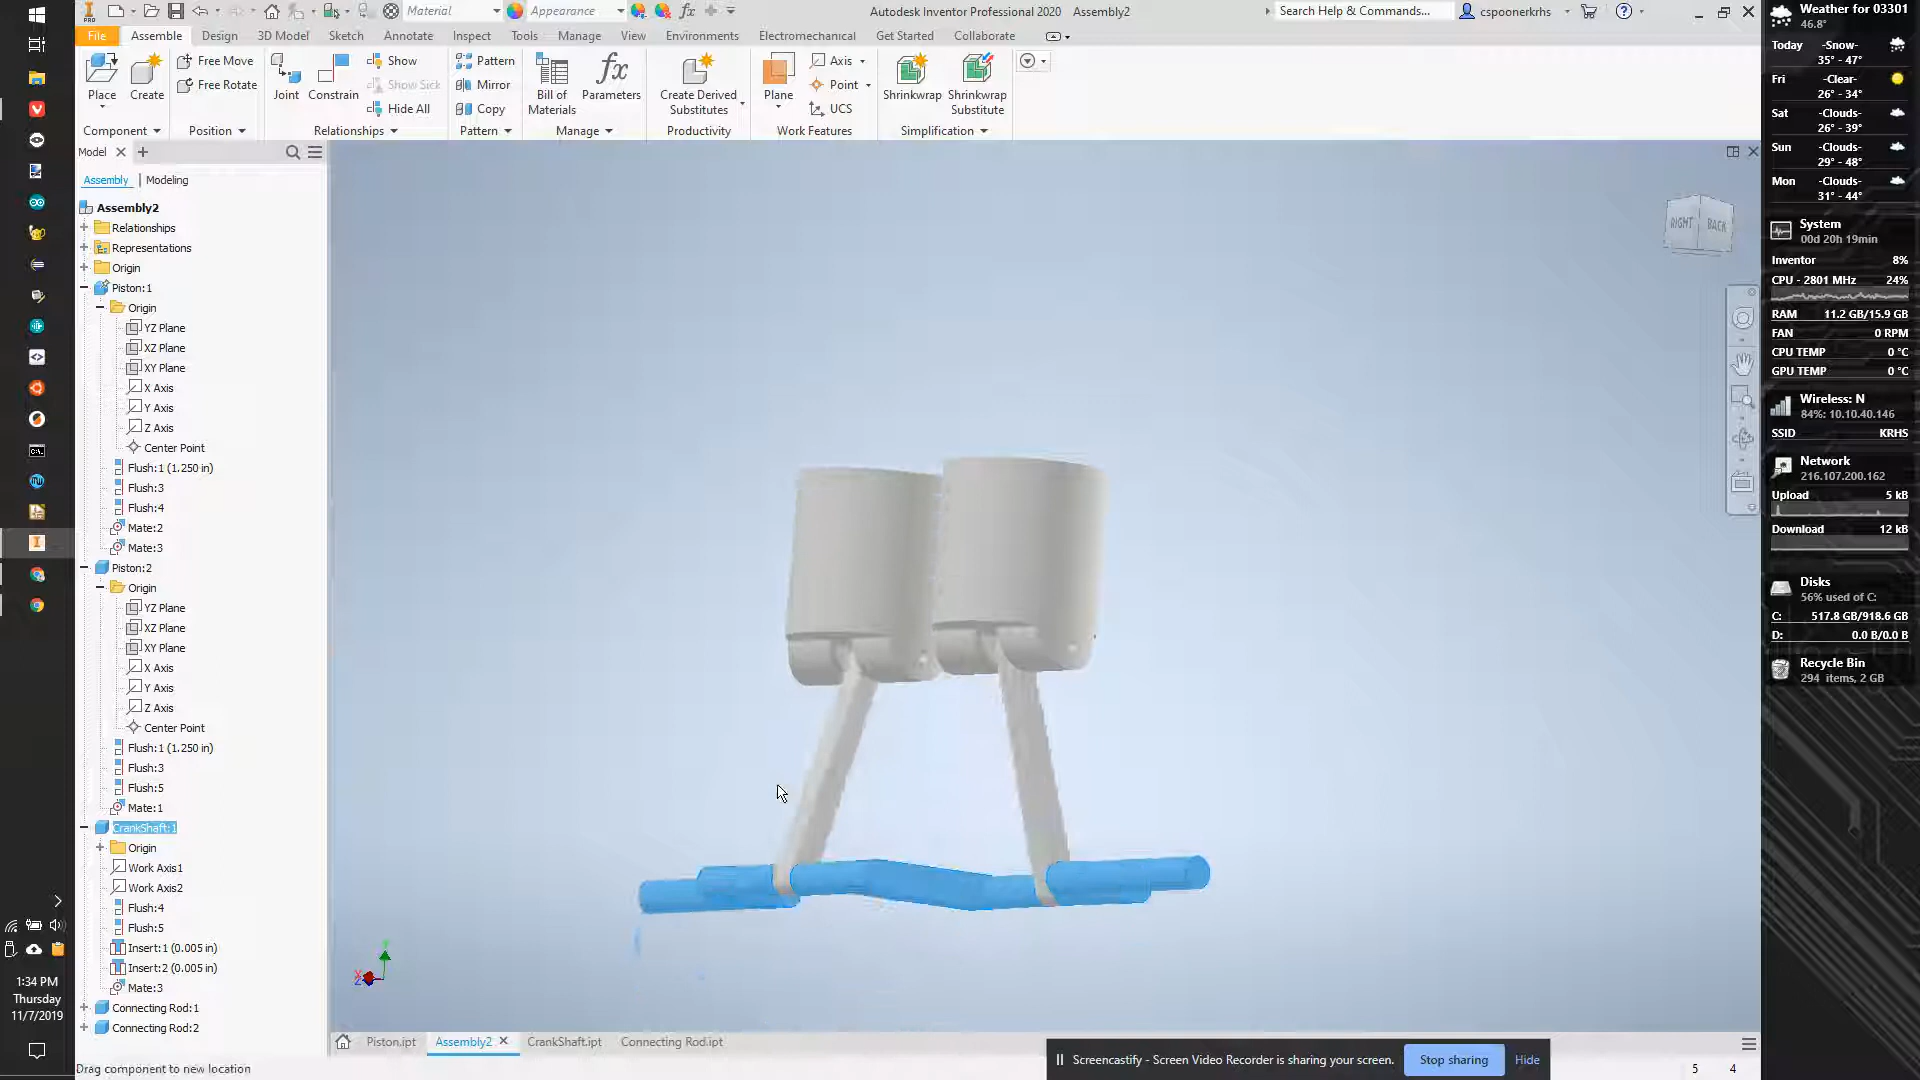 Material
Appearance
fx
Autodesk Inventor Professional 2020 Assembly2
Search Help & Commands...
cspoonerkrhs
PRO
File Assemble Design 3D Model Sketch Annotate Inspect Tools Manage View Environments Electromechanical Get Started Collaborate
Place
Create
Free Move
Free Rotate
Joint
Constrain
Show
Show Sick
Hide All
Pattern
Mirror
Copy
Bill of
Materials
fx
Parameters
Create Derived
Substitutes
Plane
Axis
Point
UCS
Shrinkwrap
Shrinkwrap
Substitute
Component Position Relationships Pattern Manage Productivity Work Features Simplification
Model
Assembly Modeling
Assembly2
Relationships
Representations
Origin
Piston:1
Origin
YZ Plane
XZ Plane
XY Plane
X Axis
Y Axis
Z Axis
Center Point
Flush:1 (1.250 in)
Flush:3
Flush:4
Mate:2
Mate:3
Piston:2
Origin
YZ Plane
XZ Plane
XY Plane
X Axis
Y Axis
Z Axis
Center Point
Flush:1 (1.250 in)
Flush:3
Flush:5
Mate:1
CrankShaft:1
Origin
Work Axis1
Work Axis2
Flush:4
Flush:5
Insert:1 (0.005 in)
Insert:2 (0.005 in)
Mate:3
Connecting Rod:1
Connecting Rod:2
RIGHT BACK
Piston.ipt Assembly2 CrankShaft.ipt Connecting Rod.ipt
Drag component to new location
Screencastify - Screen Video Recorder is sharing your screen.
Stop sharing
Hide
5 4
1:34 PM
Thursday
11/7/2019
Weather for 03301
46.8°
Today -Snow-
35° - 47°
Fri -Clear-
26° - 34°
Sat -Clouds-
26° - 39°
Sun -Clouds-
29° - 48°
Mon -Clouds-
31° - 44°
System
00d 20h 19min
Inventor 8%
CPU - 2801 MHz 24%
RAM 11.2 GB/15.9 GB
FAN 0 RPM
CPU TEMP 0 °C
GPU TEMP 0 °C
Wireless: N
84%: 10.10.40.146
SSID KRHS
Network
216.107.200.162
Upload 5 kB
Download 12 kB
Disks
56% used of C:
C: 517.8 GB/918.6 GB
D: 0.0 B/0.0 B
Recycle Bin
294 items, 2 GB